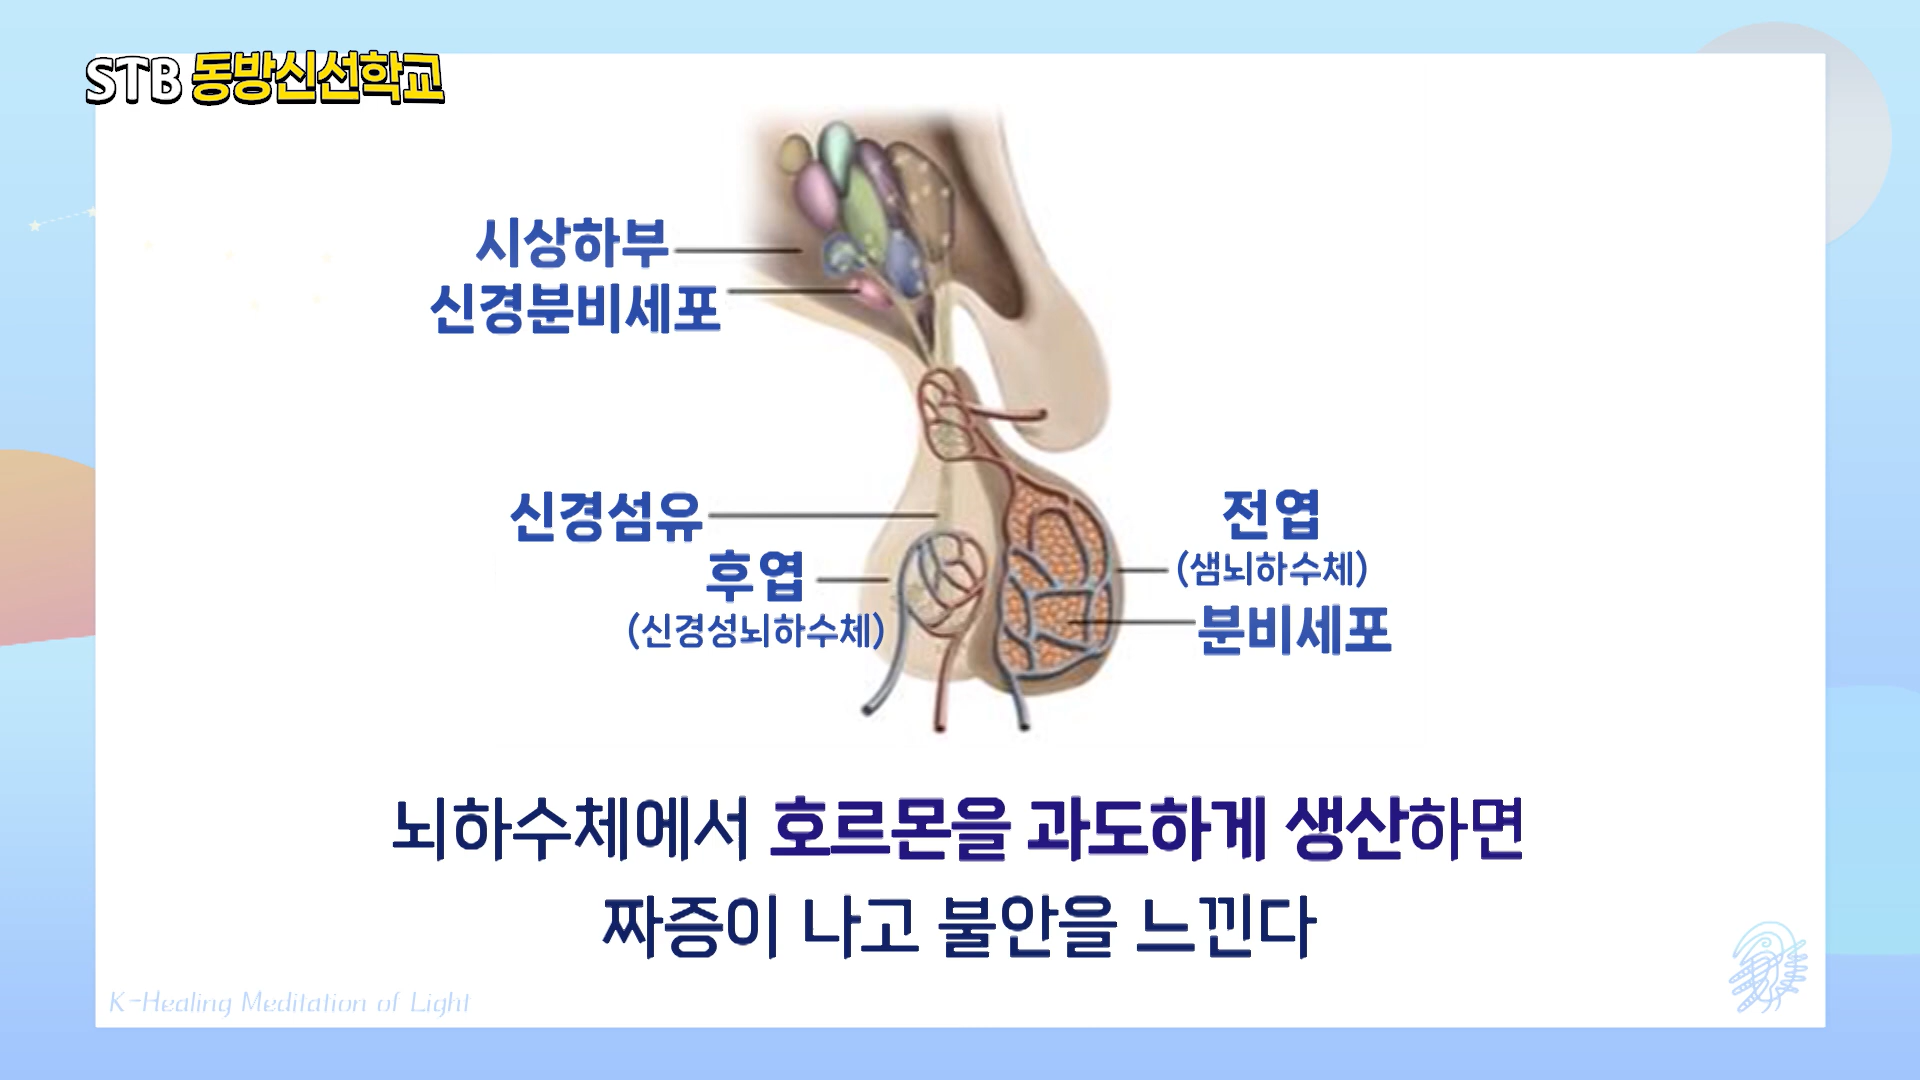 STB 동방신선학교
시상하부
신경분비세포
신경섬유
후엽
(신경성뇌하수체)
전엽
(샘뇌하수체)
분비세포
뇌하수체에서 호르몬을 과도하게 생산하면
짜증이 나고 불안을 느낀다
K-Healing Meditation of Light